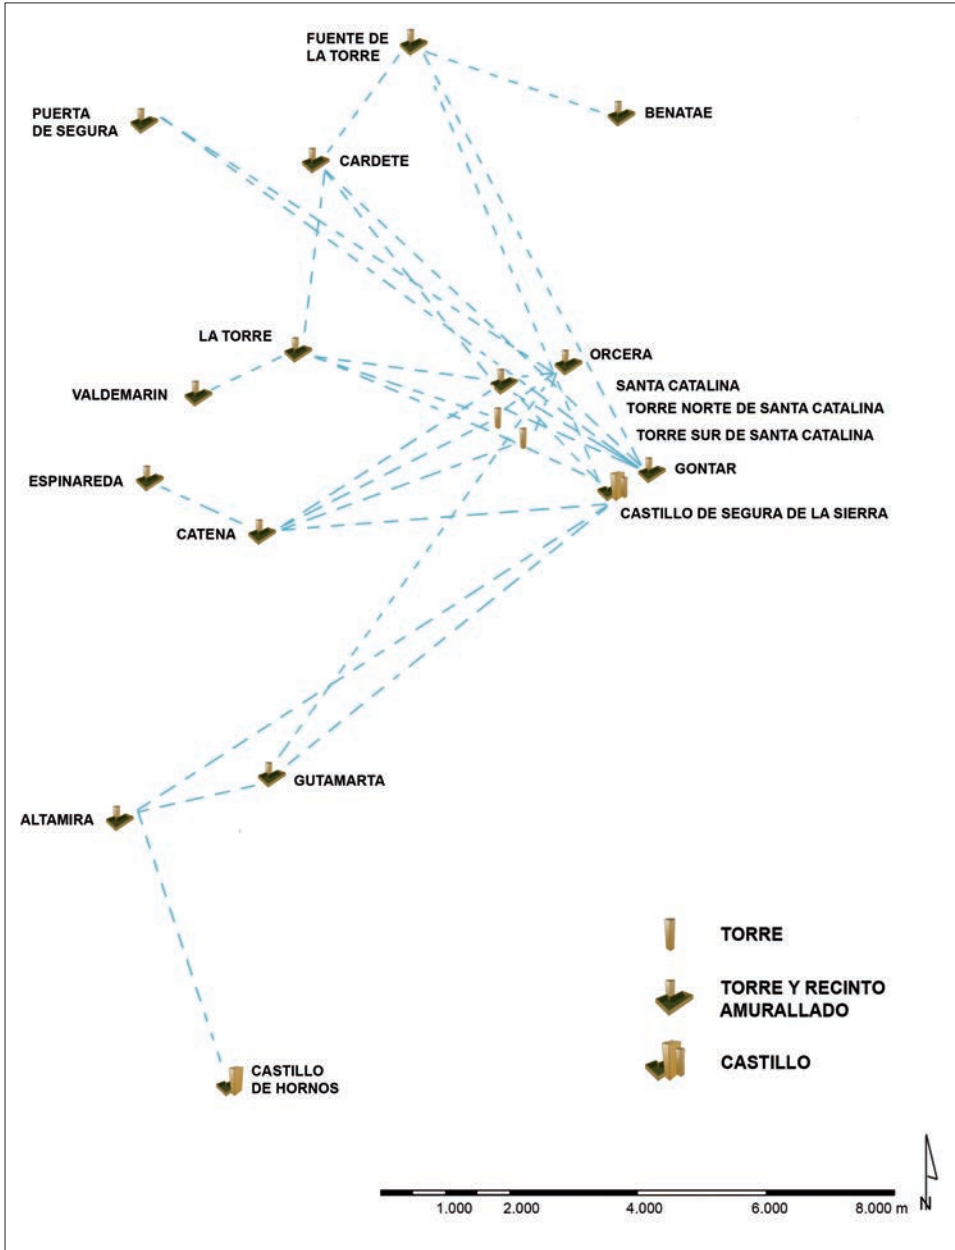 FUENTE DE
LA TORRE
PUERTA
DE SEGURA
BENATAE
CARDETE
LA TORRE
ORCERA
VALDEMARIN
SANTA CATALINA
TORRE NORTE DE SANTA CATALINA
TORRE SUR DE SANTA CATALINA
ESPINAREDA
GONTAR
CATENA
CASTILLO DE SEGURA DE LA SIERRA
GUTAMARTA
ALTAMIRA
TORRE
TORRE Y RECINTO
AMURALLADO
CASTILLO
CASTILLO
DE HORNOS
1.000 2.000 4.000 6.000 8.000 m
N